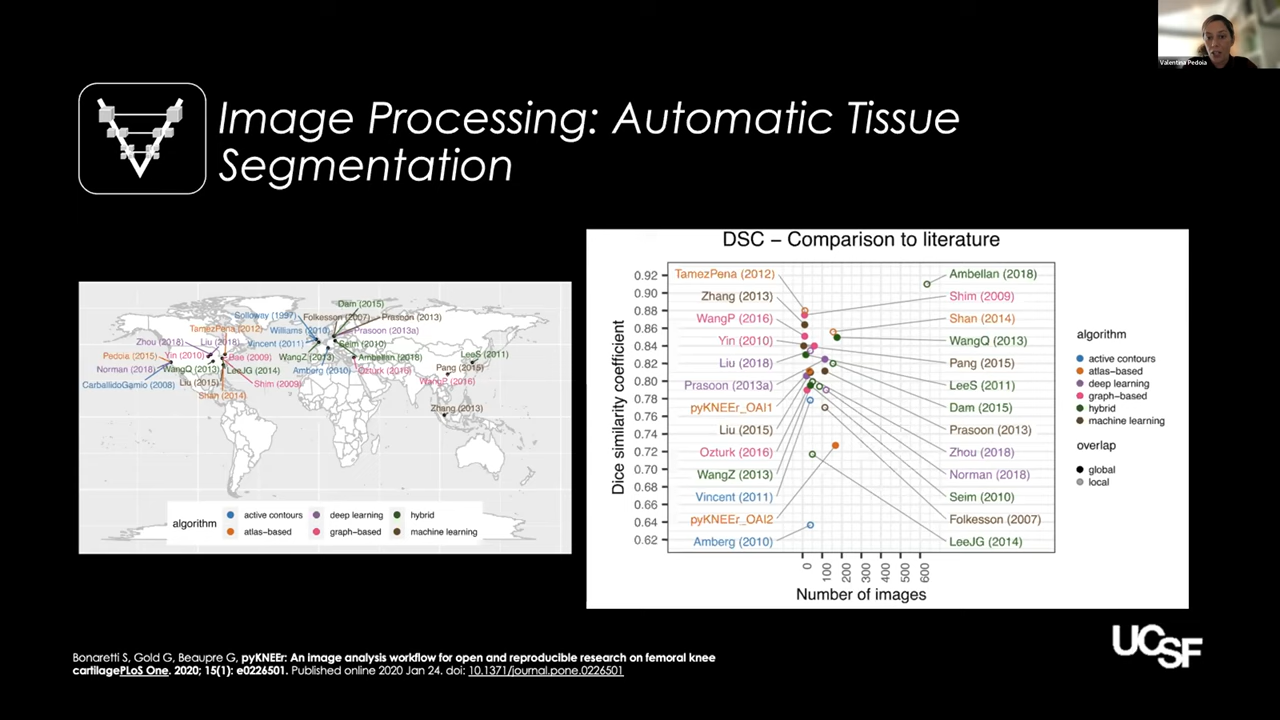 Valentina Pedoia
Image Processing: Automatic Tissue
Segmentation
Dam (2015)
Solloway (1997)
Folkesson (2007)
Prasnon (2013)
TamezPena (2012)
Williams (2010)
Prasoon (2013a)
Zhou (2018)
Liu (2018)
Vincent (2011)
Seim (2010)
Pedoia (2015)
Yin (2010)
Bae (2009)
WangZ (2013)
Ambellan (2018)
LeeS (2011)
Norman (2018)
WangQ (2013)
LeeJG (2014)
Amberg (2010)
Ozturk (2016)
Pang (2015)
CarballidoGamio (2008)
Liu (2015)
Shim (2009)
WangP (2016)
Shan (2014)
Zhang (2013)
algorithm
active contours
deep learning
hybrid
atlas-based
graph-based
machine learning
DSC – Comparison to literature
Dice similarity coefficient
0.92
0.90
0.88
0.86
0.84
0.82
0.80
0.78
0.76
0.74
0.72
0.70
0.68
0.66
0.64
0.62
TamezPena (2012)
Zhang (2013)
WangP (2016)
Yin (2010)
Liu (2018)
Prasoon (2013a)
pyKNEEr_OAI1
Liu (2015)
Ozturk (2016)
WangZ (2013)
Vincent (2011)
pyKNEEr_OAI2
Amberg (2010)
Ambellan (2018)
Shim (2009)
Shan (2014)
WangQ (2013)
Pang (2015)
LeeS (2011)
Dam (2015)
Prasoon (2013)
Zhou (2018)
Norman (2018)
Seim (2010)
Folkesson (2007)
LeeJG (2014)
0
100
200
300
400
500
600
Number of images
algorithm
active contours
atlas-based
deep learning
graph-based
hybrid
machine learning
overlap
global
local
Bonaretti S, Gold G, Beaupre G, pyKNEEr: An image analysis workflow for open and reproducible research on femoral knee
cartilagePLoS One. 2020; 15(1): e0226501. Published online 2020 Jan 24. doi: 10.1371/journal.pone.0226501
UCSF